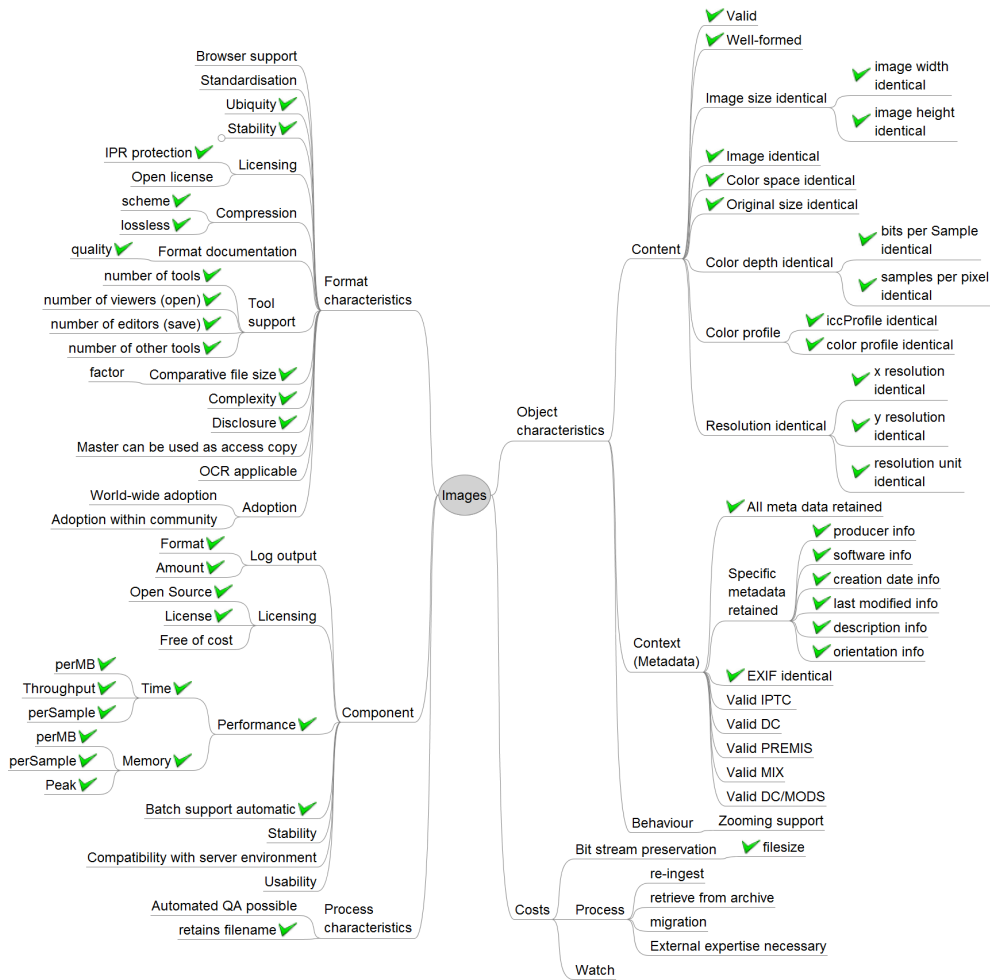 Images
Format
characteristics
Browser support
Standardisation
Ubiquity
Stability
Licensing
IPR protection
Open license
Compression
scheme
lossless
Format documentation
quality
Tool
support
number of tools
number of viewers (open)
number of editors (save)
number of other tools
Comparative file size
factor
Complexity
Disclosure
Master can be used as access copy
OCR applicable
Adoption
World-wide adoption
Adoption within community
Component
Log output
Format
Amount
Licensing
Open Source
License
Free of cost
Performance
Time
perMB
Throughput
perSample
Memory
perMB
perSample
Peak
Batch support automatic
Stability
Compatibility with server environment
Usability
Process
characteristics
Automated QA possible
retains filename
Object
characteristics
Content
Valid
Well-formed
Image size identical
image width
identical
image height
identical
Image identical
Color space identical
Original size identical
Color depth identical
bits per Sample
identical
samples per pixel
identical
Color profile
iccProfile identical
color profile identical
Resolution identical
x resolution
identical
y resolution
identical
resolution unit
identical
Context
(Metadata)
All meta data retained
Specific
metadata
retained
producer info
software info
creation date info
last modified info
description info
orientation info
EXIF identical
Valid IPTC
Valid DC
Valid PREMIS
Valid MIX
Valid DC/MODS
Behaviour
Zooming support
Costs
Bit stream preservation
filesize
Process
re-ingest
retrieve from archive
migration
External expertise necessary
Watch